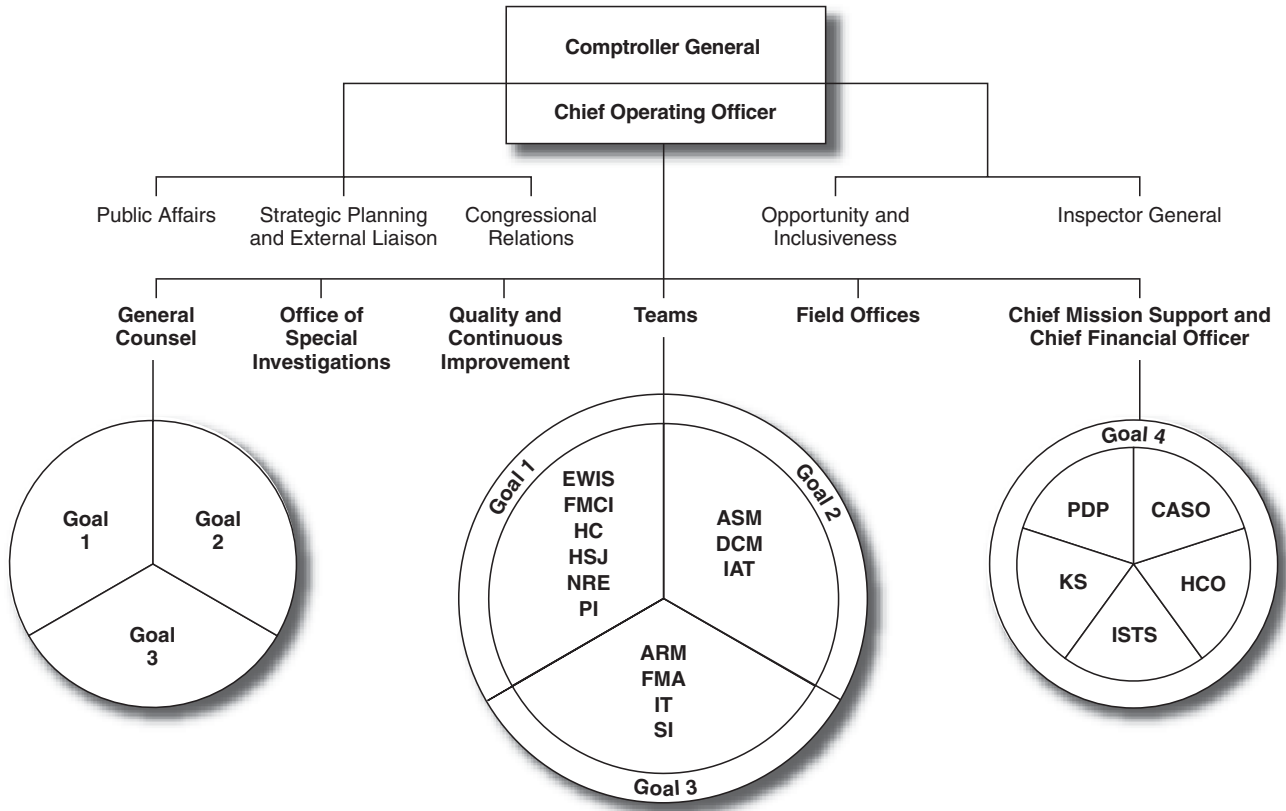 Comptroller General
Chief Operating Officer
Public Affairs
Strategic Planning
and External Liaison
Congressional
Relations
Opportunity and
Inclusiveness
Inspector General
General
Counsel
Office of
Special
Investigations
Quality and
Continuous
Improvement
Teams
Field Offices
Chief Mission Support and
Chief Financial Officer
Goal
1
Goal
2
Goal
3
Goal 1
EWIS
FMCI
HC
HSJ
NRE
PI
Goal 2
ASM
DCM
IAT
ARM
FMA
IT
SI
Goal 3
Goal 4
PDP
CASO
KS
HCO
ISTS